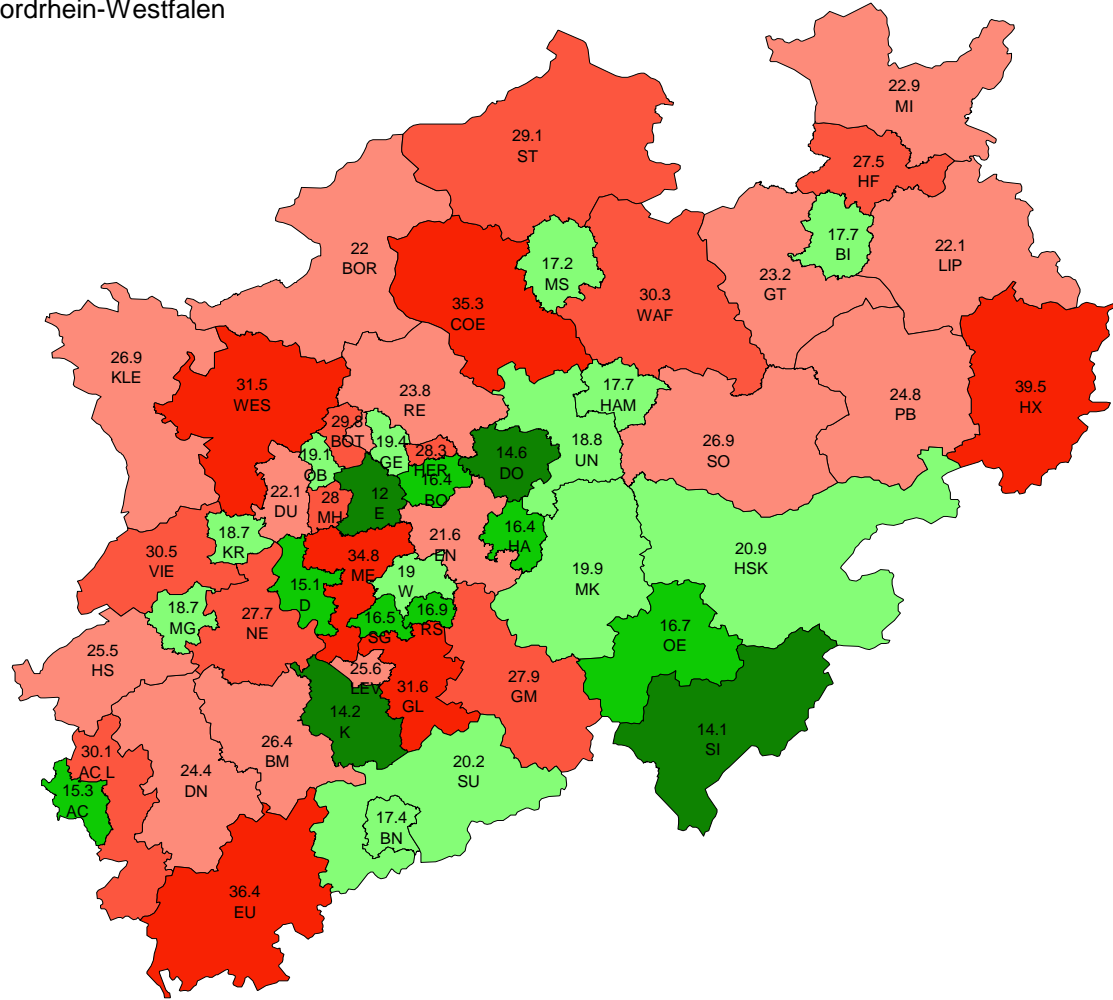 ordrhein-Westfalen
22.9
MI
29.1
ST
27.5
HF
17.7
BI
22.1
LIP
22
BOR
17.2
MS
23.2
GT
35.3
COE
30.3
WAF
26.9
KLE
31.5
WES
23.8
RE
17.7
HAM
24.8
PB
39.5
HX
29.8
BOT
19.4
GE
28.3
HER
14.6
DO
18.8
UN
26.9
SO
19.1
OB
16.4
BO
22.1
DU
28
MH
12
E
18.7
KR
21.6
EN
16.4
HA
30.5
VIE
34.8
ME
19
W
19.9
MK
20.9
HSK
15.1
D
18.7
MG
27.7
NE
16.5
SG
16.9
RS
16.7
OE
25.5
HS
25.6
LEV
31.6
GL
27.9
GM
14.2
K
14.1
SI
30.1
AC L
26.4
BM
24.4
DN
20.2
SU
15.3
AC
17.4
BN
36.4
EU